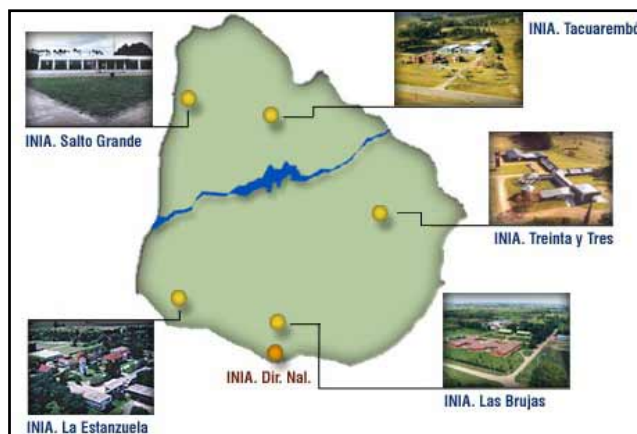 INIA. Tacuarembó
INIA. Salto Grande
INIA. Treinta y Tres
INIA. Dir. Nal.
INIA. Las Brujas
INIA. La Estanzuela